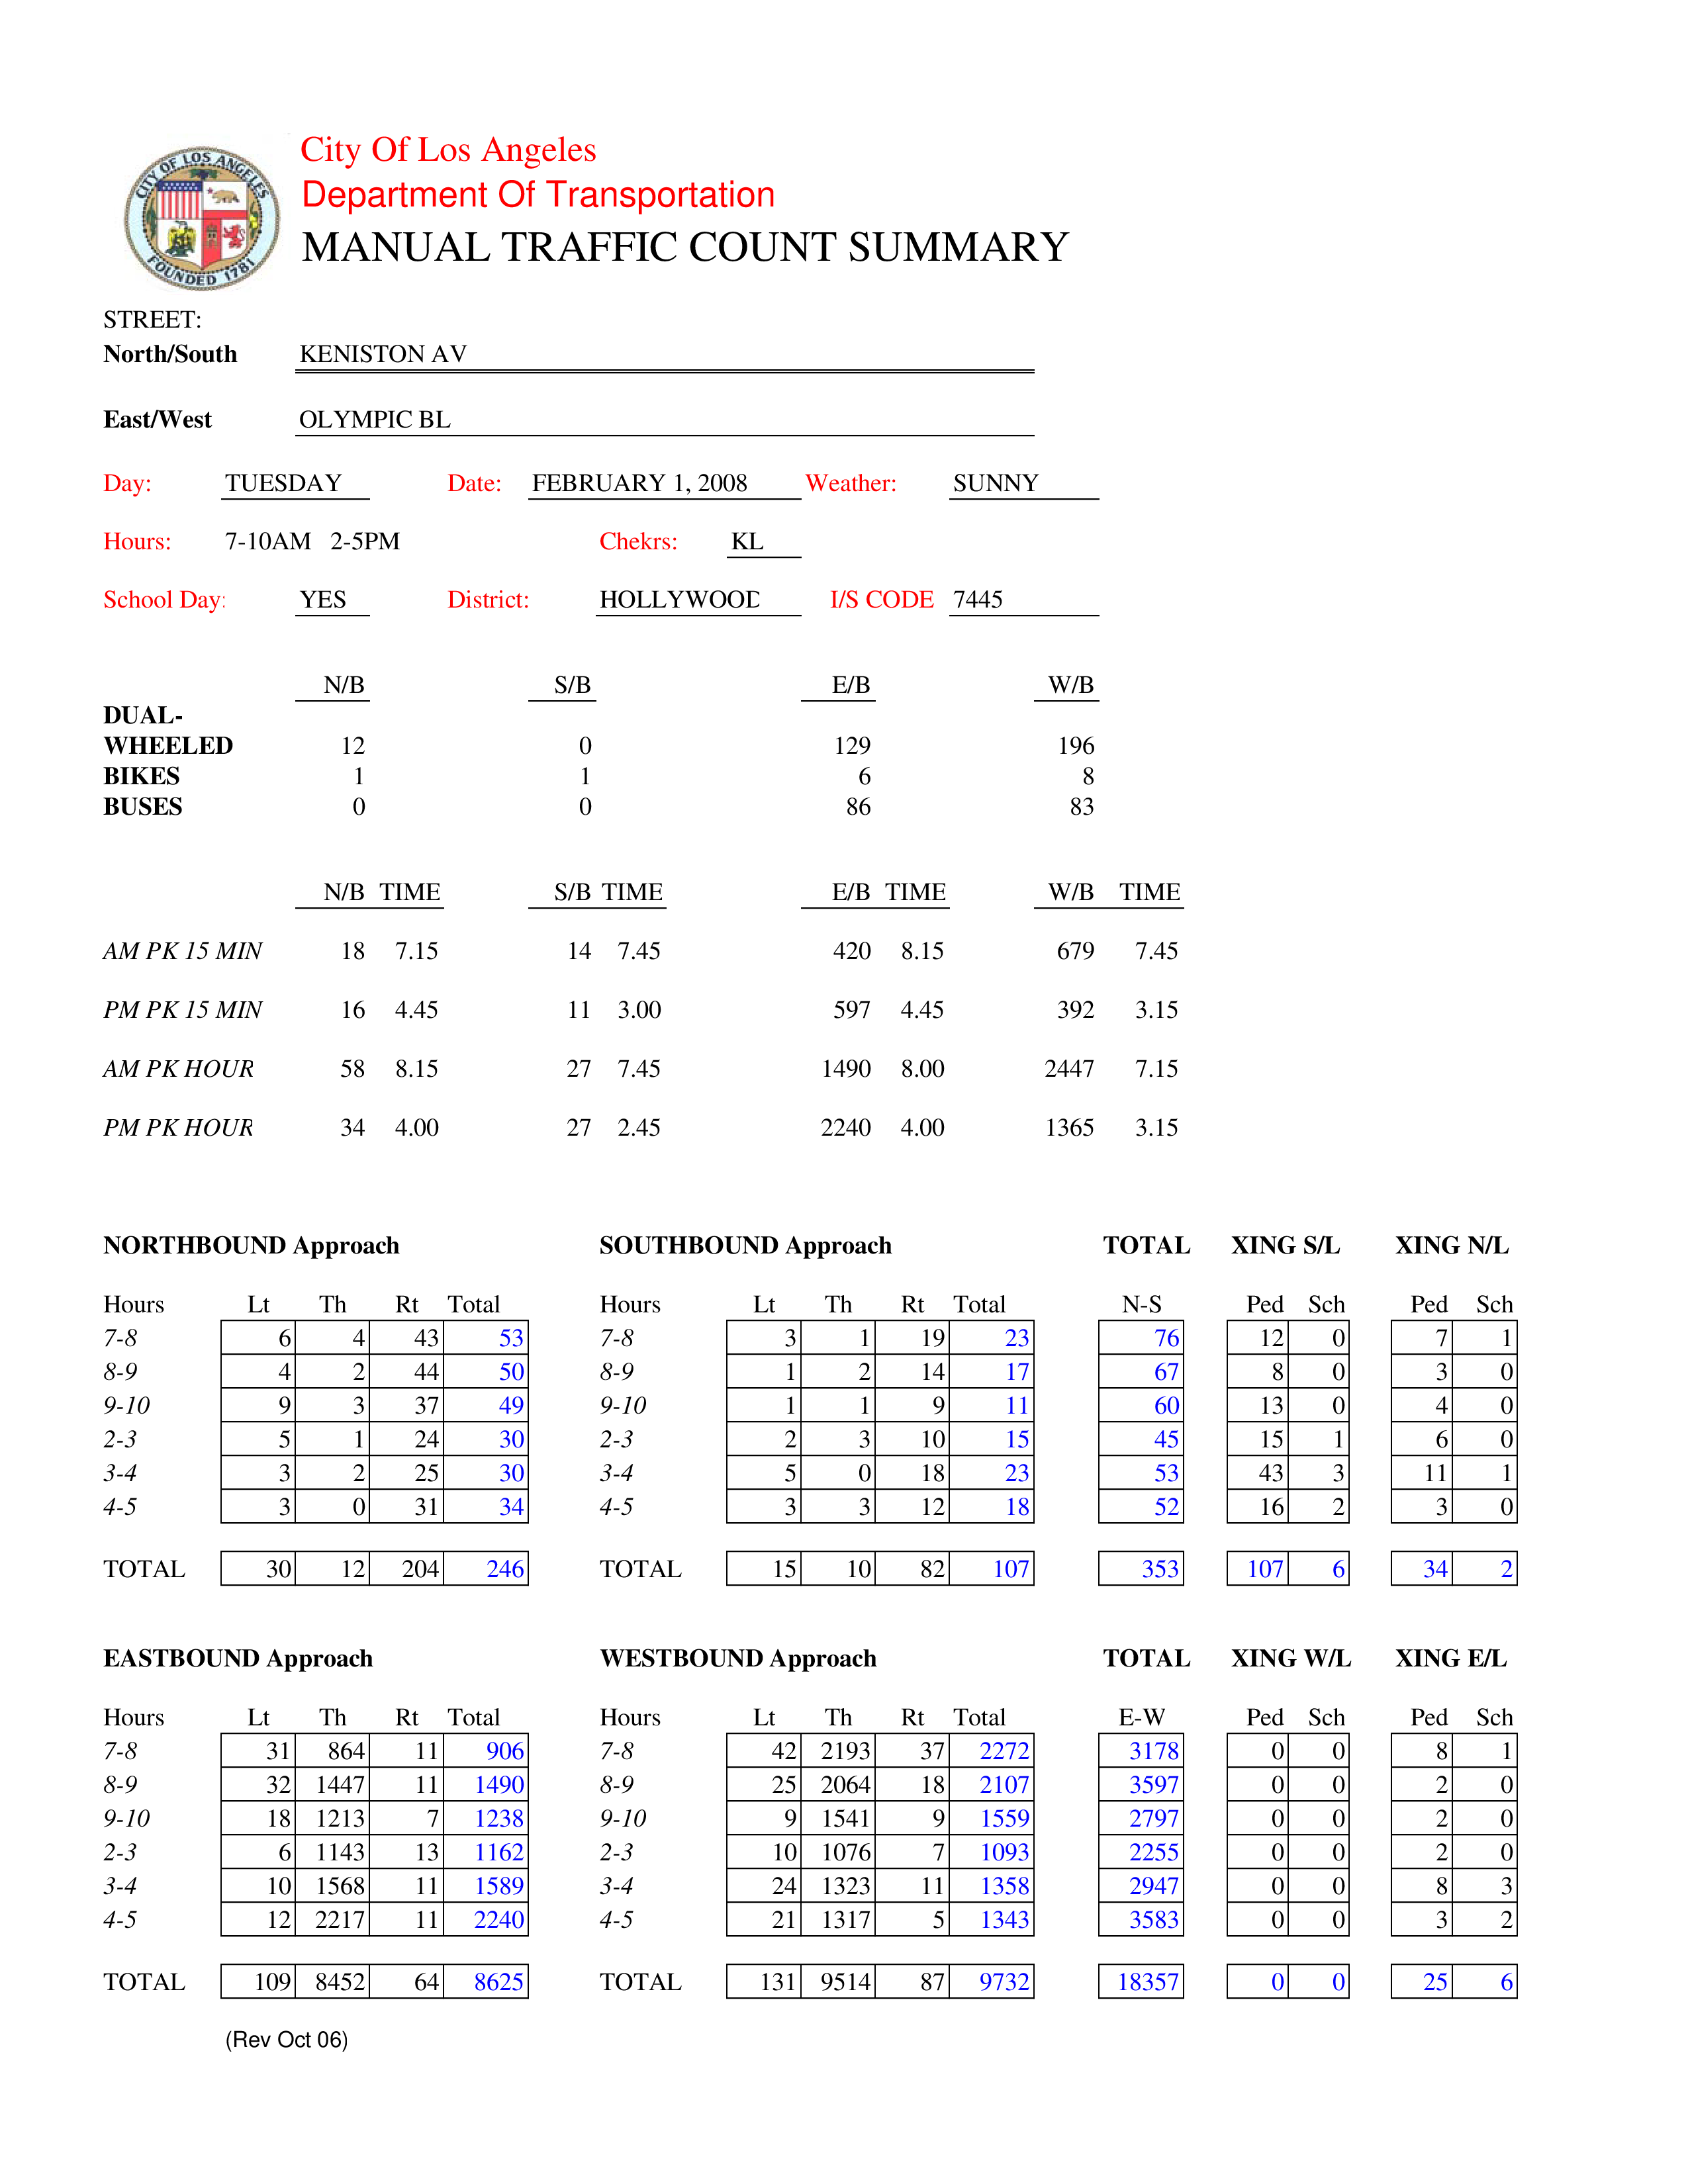 CITY OF LOS ANGELES
FOUNDED 1781
City Of Los Angeles
Department Of Transportation
MANUAL TRAFFIC COUNT SUMMARY
STREET:
North/South KENISTON AV
East/West OLYMPIC BL
Day: TUESDAY Date: FEBRUARY 1, 2008 Weather: SUNNY
Hours: 7-10AM 2-5PM Chekrs: KL
School Day: YES District: HOLLYWOOD I/S CODE 7445
N/B S/B E/B W/B
DUAL-
WHEELED 12 0 129 196
BIKES 1 1 6 8
BUSES 0 0 86 83
N/B TIME S/B TIME E/B TIME W/B TIME
AM PK 15 MIN 18 7.15 14 7.45 420 8.15 679 7.45
PM PK 15 MIN 16 4.45 11 3.00 597 4.45 392 3.15
AM PK HOUR 58 8.15 27 7.45 1490 8.00 2447 7.15
PM PK HOUR 34 4.00 27 2.45 2240 4.00 1365 3.15
NORTHBOUND Approach SOUTHBOUND Approach TOTAL XING S/L XING N/L
Hours Lt Th Rt Total Hours Lt Th Rt Total N-S Ped Sch Ped Sch
7-8 6 4 43 53 7-8 3 1 19 23 76 12 0 7 1
8-9 4 2 44 50 8-9 1 2 14 17 67 8 0 3 0
9-10 9 3 37 49 9-10 1 1 9 11 60 13 0 4 0
2-3 5 1 24 30 2-3 2 3 10 15 45 15 1 6 0
3-4 3 2 25 30 3-4 5 0 18 23 53 43 3 11 1
4-5 3 0 31 34 4-5 3 3 12 18 52 16 2 3 0
TOTAL 30 12 204 246 TOTAL 15 10 82 107 353 107 6 34 2
EASTBOUND Approach WESTBOUND Approach TOTAL XING W/L XING E/L
Hours Lt Th Rt Total Hours Lt Th Rt Total E-W Ped Sch Ped Sch
7-8 31 864 11 906 7-8 42 2193 37 2272 3178 0 0 8 1
8-9 32 1447 11 1490 8-9 25 2064 18 2107 3597 0 0 2 0
9-10 18 1213 7 1238 9-10 9 1541 9 1559 2797 0 0 2 0
2-3 6 1143 13 1162 2-3 10 1076 7 1093 2255 0 0 2 0
3-4 10 1568 11 1589 3-4 24 1323 11 1358 2947 0 0 8 3
4-5 12 2217 11 2240 4-5 21 1317 5 1343 3583 0 0 3 2
TOTAL 109 8452 64 8625 TOTAL 131 9514 87 9732 18357 0 0 25 6
(Rev Oct 06)